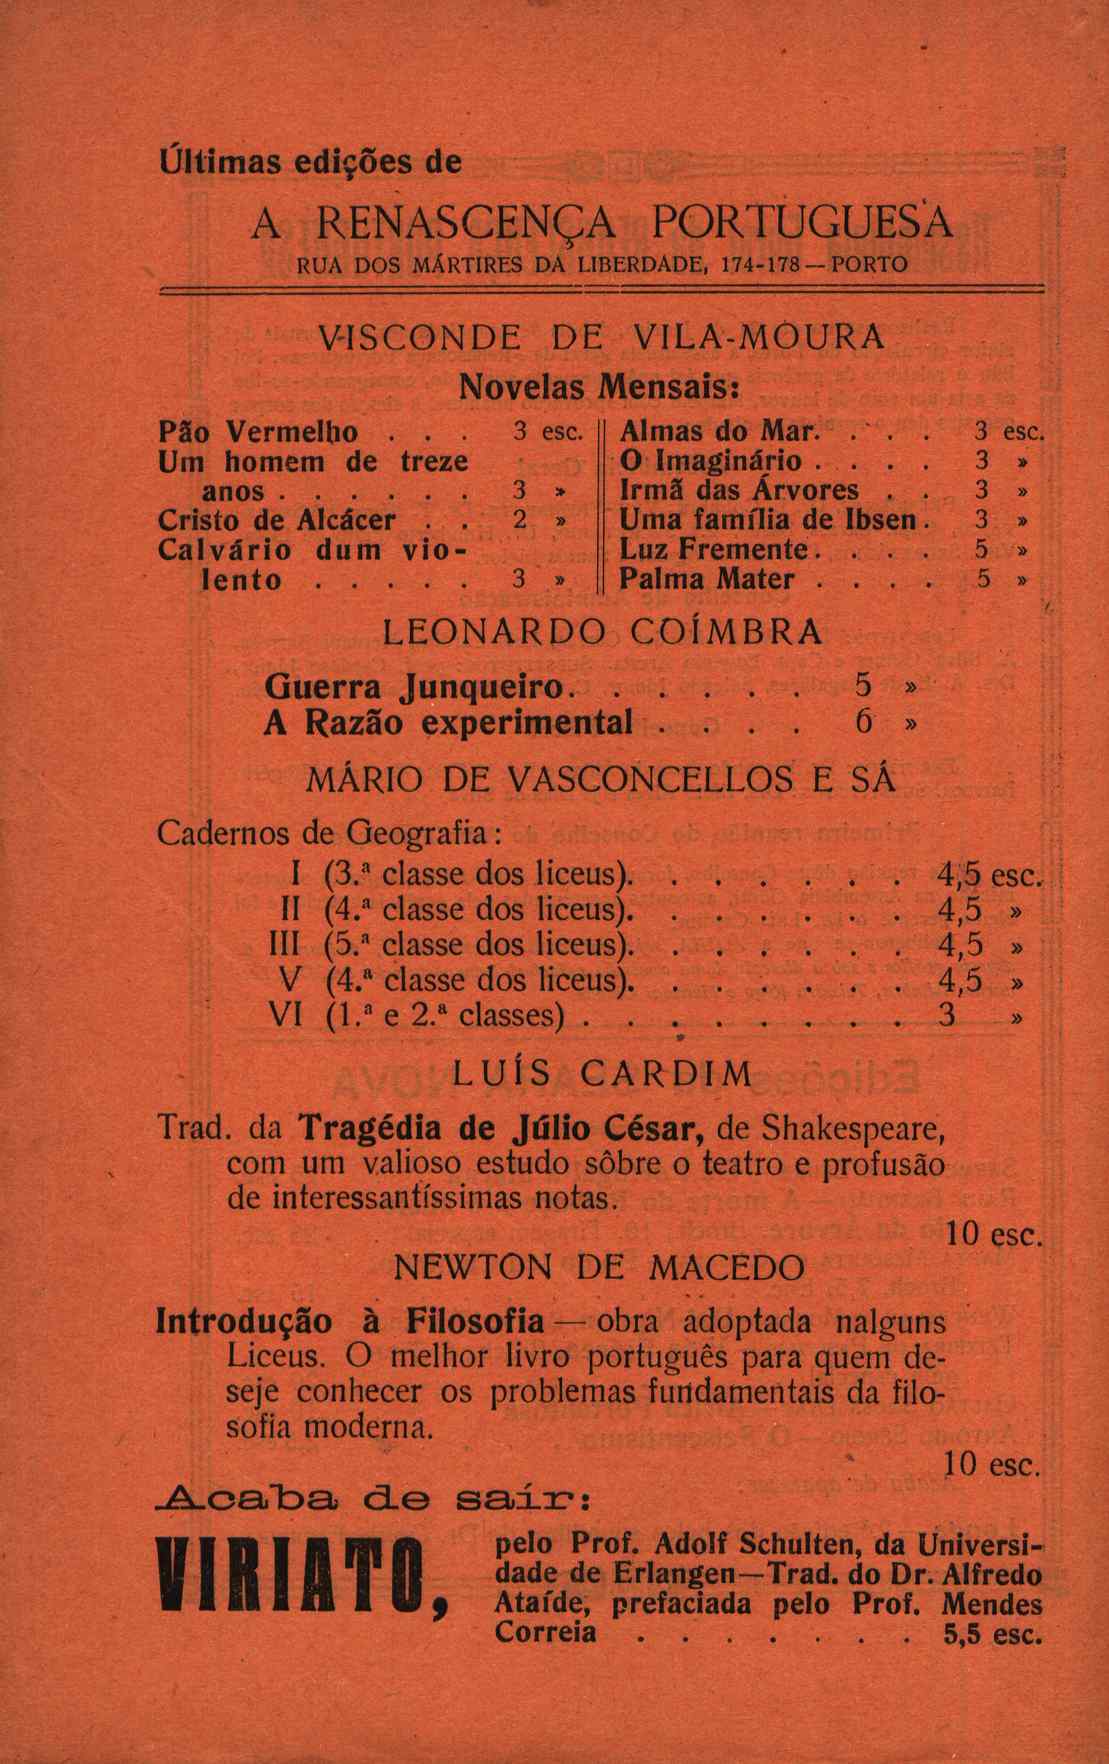 Últimas edições de
A RENASCENÇA PORTUGUESA
RUA DOS MÁRTIRES DA LIBERDADE, 174-178 — PORTO
VISCONDE DE VILA-MOURA
Novelas Mensais:
Pão Vermelho . . . 3 esc.
Um homem de treze
anos . . . . . . 3 »
Cristo de Alcácer . . 2 »
Calvário dum vio-
lento . . . . . 3 »
Almas do Mar. . . . 3 esc.
O Imaginário . . . . 3 »
Irmã das Árvores . . 3 »
Uma família de Ibsen . 3 »
Luz Fremente . . . . 5 »
Palma Mater . . . . 5 »
LEONARDO COÍMBRA
Guerra Junqueiro. . . . . . 5 »
A Razão experimental . . . . 6 »
MÁRIO DE VASCONCELLOS E SÁ
Cadernos de Geografia:
I (3.ª classe dos liceus). . . . . . . 4,5 esc.
II (4.ª classe dos liceus). . . . . . . 4,5 »
III (5.ª classe dos liceus). . . . . . . 4,5 »
V (4.ª classe dos liceus). . . . . . . 4,5 »
VI (1.ª e 2.ª classes) . . . . . . . . 3 »
LUÍS CARDIM
Trad. da Tragédia de Júlio César, de Shakespeare,
com um valioso estudo sôbre o teatro e profusão
de interessantíssimas notas.
10 esc.
NEWTON DE MACEDO
Introdução à Filosofia — obra adoptada nalguns
Liceus. O melhor livro português para quem de-
seje conhecer os problemas fundamentais da filo-
sofia moderna.
10 esc.
Acaba de saír:
VIRIATO,
pelo Prof. Adolf Schulten, da Universi-
dade de Erlangen—Trad. do Dr. Alfredo
Ataíde, prefaciada pelo Prof. Mendes
Correia . . . . . . . 5,5 esc.